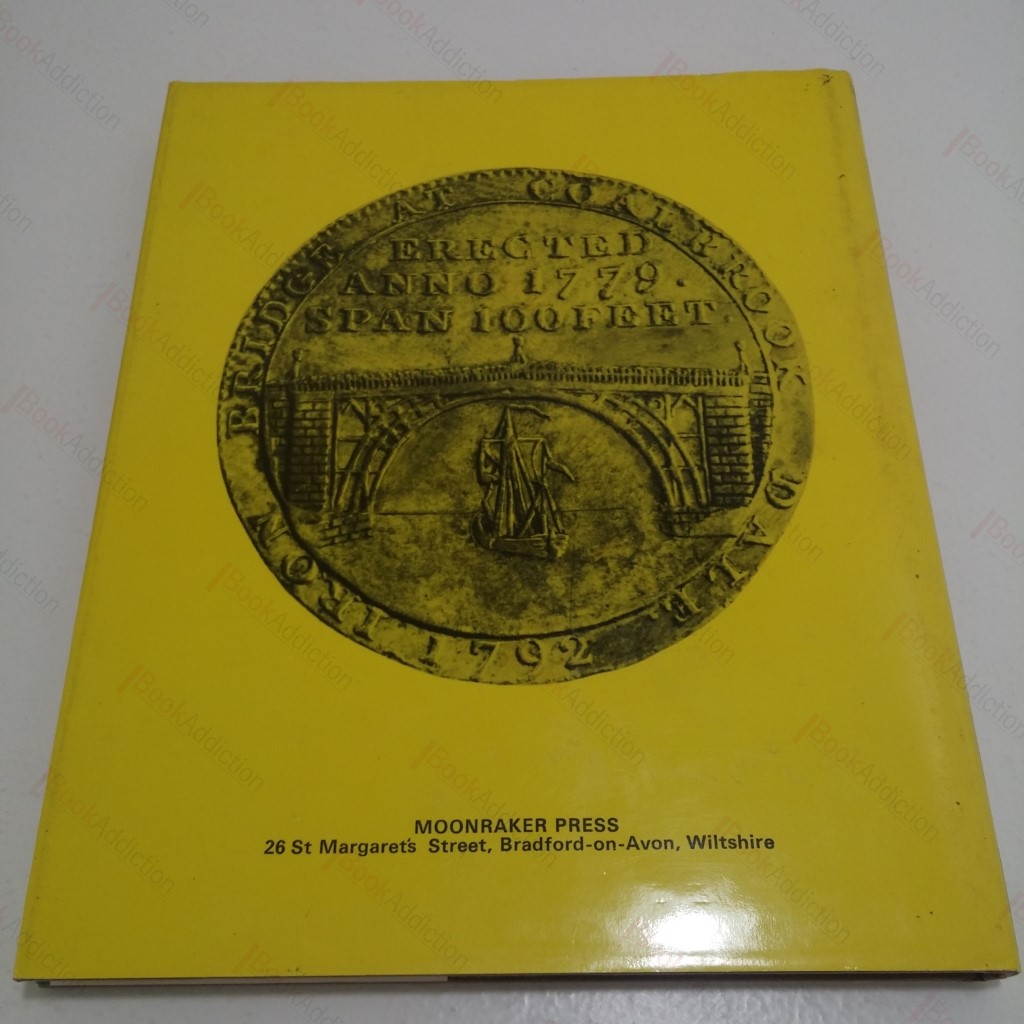 IRON BRIDGE AT COALBROOK DALE.
ERECTED
ANNO 1779.
SPAN 100 FEET.
1792
MOONRAKER PRESS
26 St Margaret's Street, Bradford-on-Avon, Wiltshire
BookAddiction